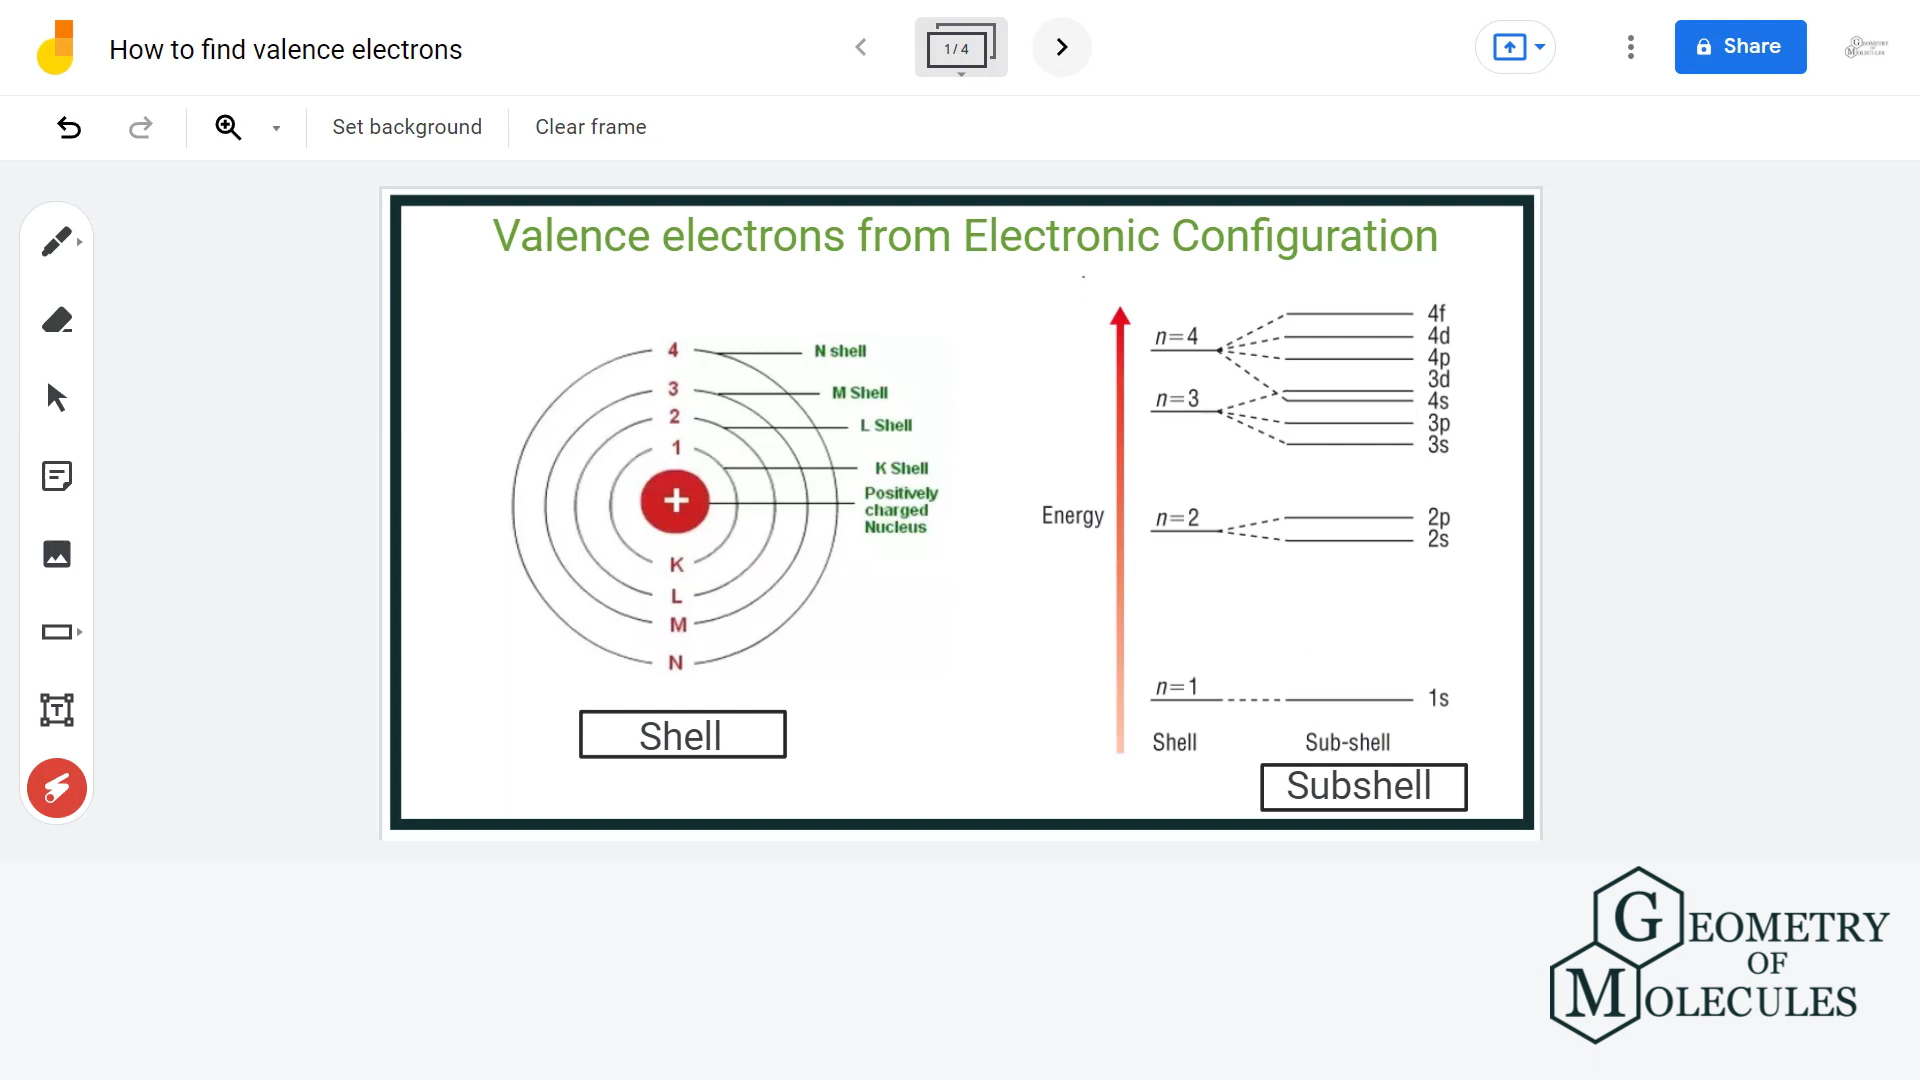 How to find valence electrons
1/4
Share
Set background
Clear frame
Valence electrons from Electronic Configuration
4
3
2
1
+
K
L
M
N
N shell
M Shell
L Shell
K Shell
Positively
charged
Nucleus
Shell
Energy
n=4
n=3
n=2
n=1
4f
4d
4p
3d
4s
3p
3s
2p
2s
1s
Shell
Sub-shell
Subshell
GEOMETRY
OF
MOLECULES